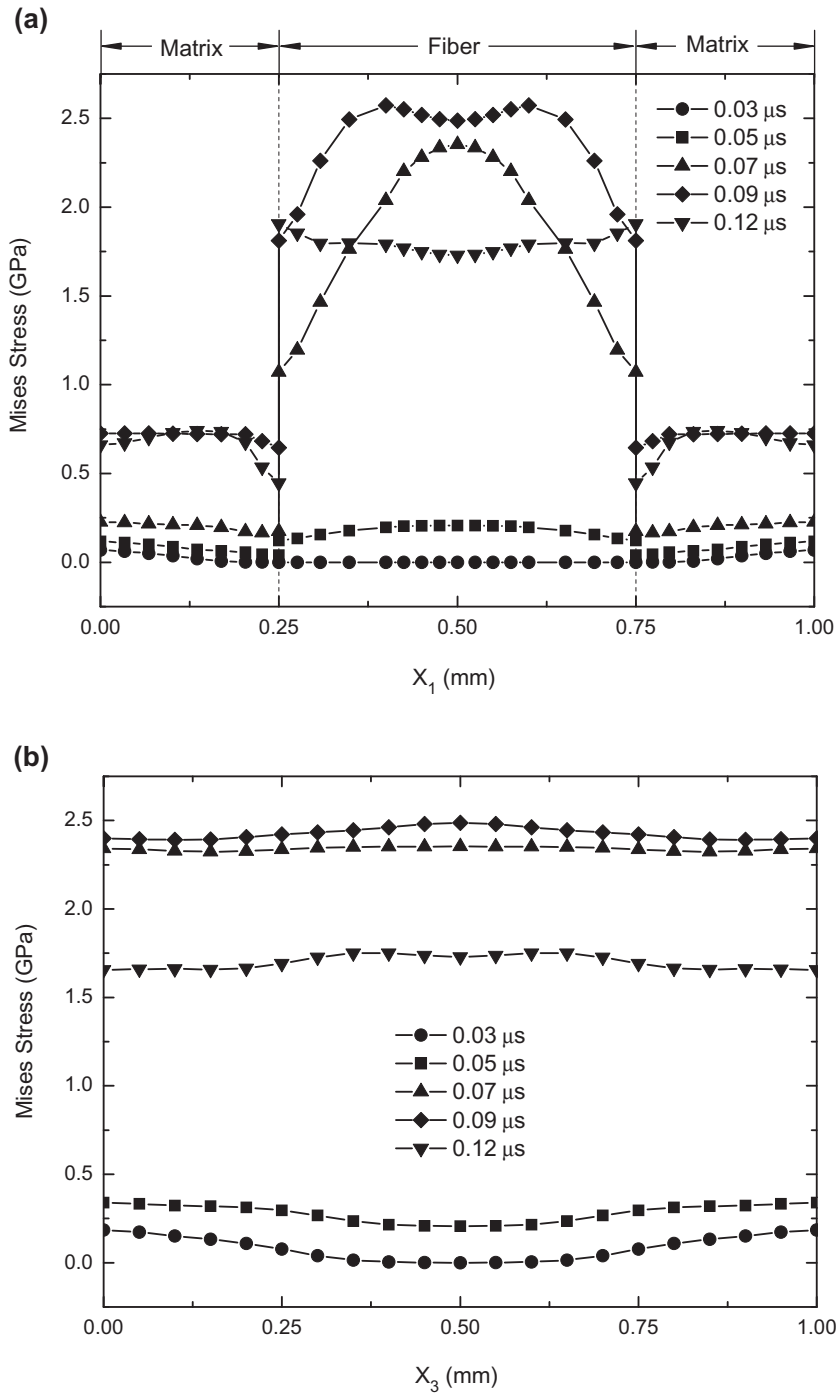 (a)
Matrix Fiber Matrix
2.5
2.0
1.5
1.0
0.5
0.0
Mises Stress (GPa)
0.03 μs
0.05 μs
0.07 μs
0.09 μs
0.12 μs
0.00 0.25 0.50 0.75 1.00
X1 (mm)
(b)
2.5
2.0
1.5
1.0
0.5
0.0
Mises Stress (GPa)
0.03 μs
0.05 μs
0.07 μs
0.09 μs
0.12 μs
0.00 0.25 0.50 0.75 1.00
X3 (mm)